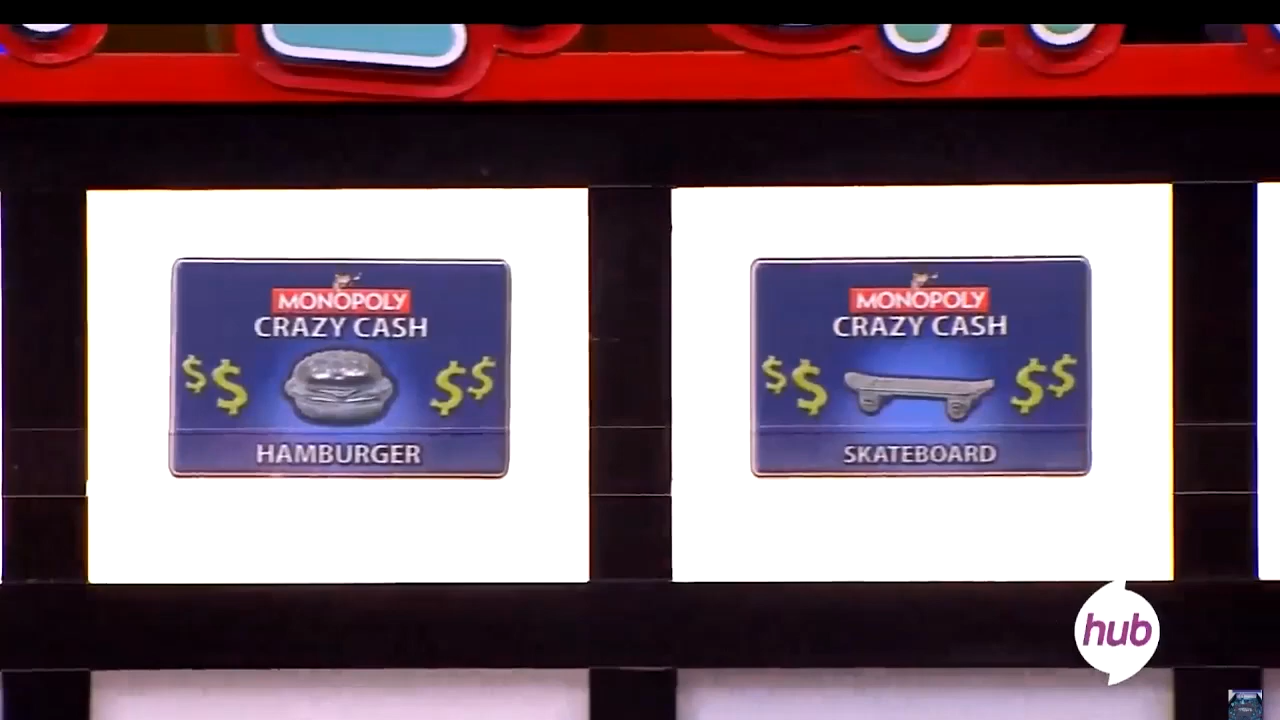 MONOPOLY
CRAZY CASH
$$ $$
HAMBURGER
MONOPOLY
CRAZY CASH
$$ $$
SKATEBOARD
hub